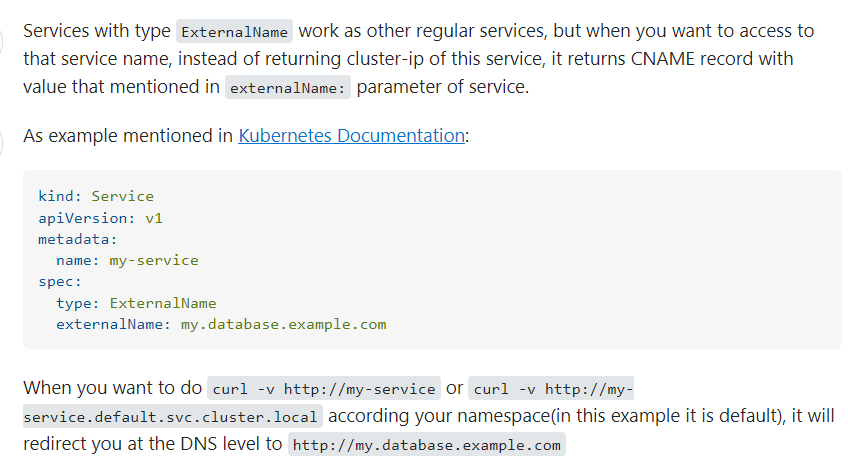 Services with type ExternalName work as other regular services, but when you want to access to
that service name, instead of returning cluster-ip of this service, it returns CNAME record with
value that mentioned in externalName: parameter of service.
As example mentioned in Kubernetes Documentation:
kind: Service
apiVersion: v1
metadata:
  name: my-service
spec:
  type: ExternalName
  externalName: my.database.example.com
When you want to do curl -v http://my-service or curl -v http://my-
service.default.svc.cluster.local according your namespace(in this example it is default), it will
redirect you at the DNS level to http://my.database.example.com